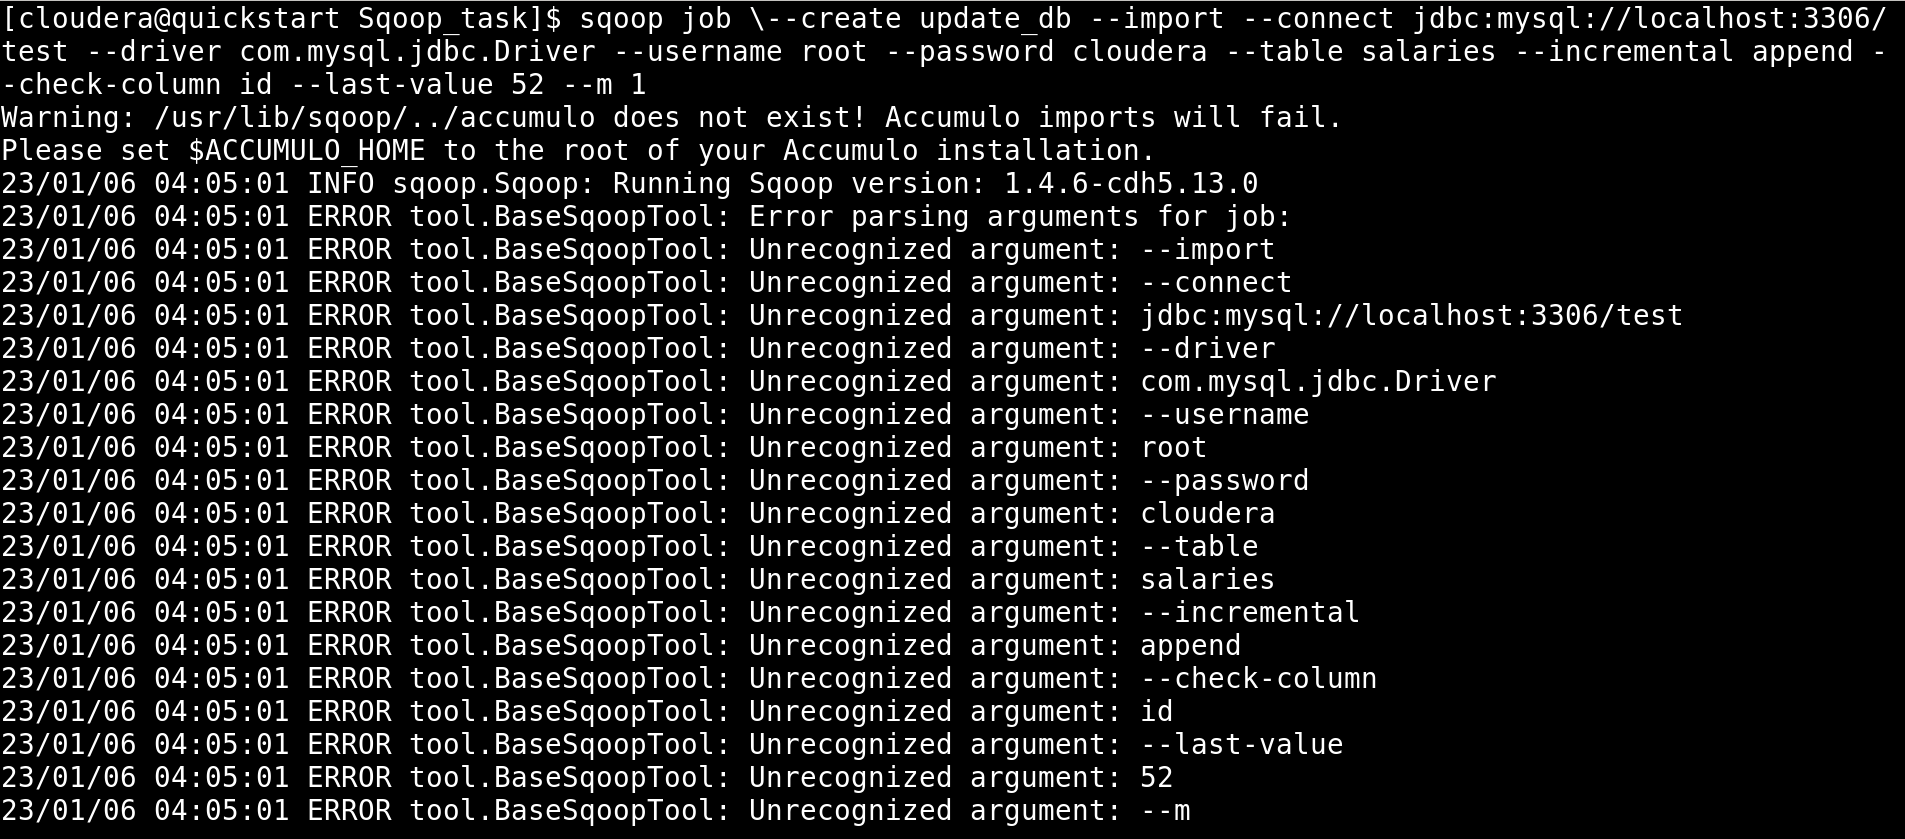 [cloudera@quickstart Sqoop_task]$ sqoop job \--create update_db --import --connect jdbc:mysql://localhost:3306/
test --driver com.mysql.jdbc.Driver --username root --password cloudera --table salaries --incremental append -
-check-column id --last-value 52 --m 1
Warning: /usr/lib/sqoop/../accumulo does not exist! Accumulo imports will fail.
Please set $ACCUMULO_HOME to the root of your Accumulo installation.
23/01/06 04:05:01 INFO sqoop.Sqoop: Running Sqoop version: 1.4.6-cdh5.13.0
23/01/06 04:05:01 ERROR tool.BaseSqoopTool: Error parsing arguments for job:
23/01/06 04:05:01 ERROR tool.BaseSqoopTool: Unrecognized argument: --import
23/01/06 04:05:01 ERROR tool.BaseSqoopTool: Unrecognized argument: --connect
23/01/06 04:05:01 ERROR tool.BaseSqoopTool: Unrecognized argument: jdbc:mysql://localhost:3306/test
23/01/06 04:05:01 ERROR tool.BaseSqoopTool: Unrecognized argument: --driver
23/01/06 04:05:01 ERROR tool.BaseSqoopTool: Unrecognized argument: com.mysql.jdbc.Driver
23/01/06 04:05:01 ERROR tool.BaseSqoopTool: Unrecognized argument: --username
23/01/06 04:05:01 ERROR tool.BaseSqoopTool: Unrecognized argument: root
23/01/06 04:05:01 ERROR tool.BaseSqoopTool: Unrecognized argument: --password
23/01/06 04:05:01 ERROR tool.BaseSqoopTool: Unrecognized argument: cloudera
23/01/06 04:05:01 ERROR tool.BaseSqoopTool: Unrecognized argument: --table
23/01/06 04:05:01 ERROR tool.BaseSqoopTool: Unrecognized argument: salaries
23/01/06 04:05:01 ERROR tool.BaseSqoopTool: Unrecognized argument: --incremental
23/01/06 04:05:01 ERROR tool.BaseSqoopTool: Unrecognized argument: append
23/01/06 04:05:01 ERROR tool.BaseSqoopTool: Unrecognized argument: --check-column
23/01/06 04:05:01 ERROR tool.BaseSqoopTool: Unrecognized argument: id
23/01/06 04:05:01 ERROR tool.BaseSqoopTool: Unrecognized argument: --last-value
23/01/06 04:05:01 ERROR tool.BaseSqoopTool: Unrecognized argument: 52
23/01/06 04:05:01 ERROR tool.BaseSqoopTool: Unrecognized argument: --m